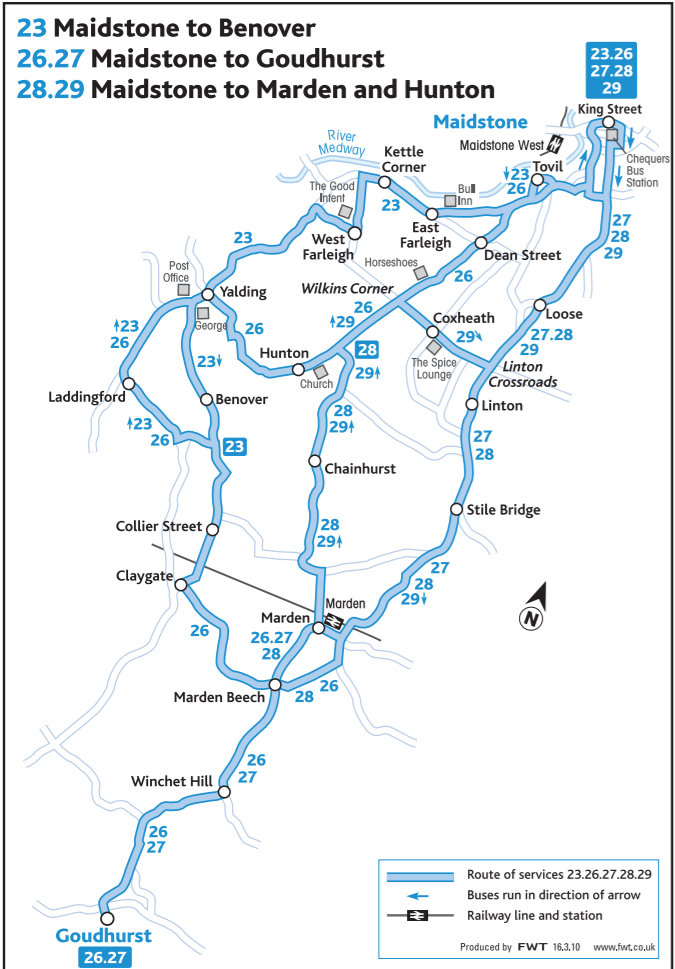 23 Maidstone to Benover
26.27 Maidstone to Goudhurst
28.29 Maidstone to Marden and Hunton
23.26
27.28
29
King Street
Maidstone
Maidstone West
Chequers
Bus
Station
River
Medway
Kettle
Corner
Tovil
23
26
The Good
Intent
Bull
Inn
23
East
Farleigh
West
Farleigh
Dean Street
27
28
29
23
Horseshoes
26
Post
Office
Wilkins Corner
Yalding
26
29
Coxheath
29
Loose
27.28
29
George
26
23
26
28
29
Hunton
Church
The Spice
Lounge
Linton
Crossroads
23
Laddingford
Benover
28
29
Linton
23
26
23
27
28
Chainhurst
Stile Bridge
Collier Street
28
29
27
28
29
Claygate
Marden
Marden
26
26.27
28
N
Marden Beech
28
26
26
27
Winchet Hill
26
27
Goudhurst
26.27
Route of services 23.26.27.28.29
Buses run in direction of arrow
Railway line and station
Produced by FWT 16.3.10 www.fwt.co.uk